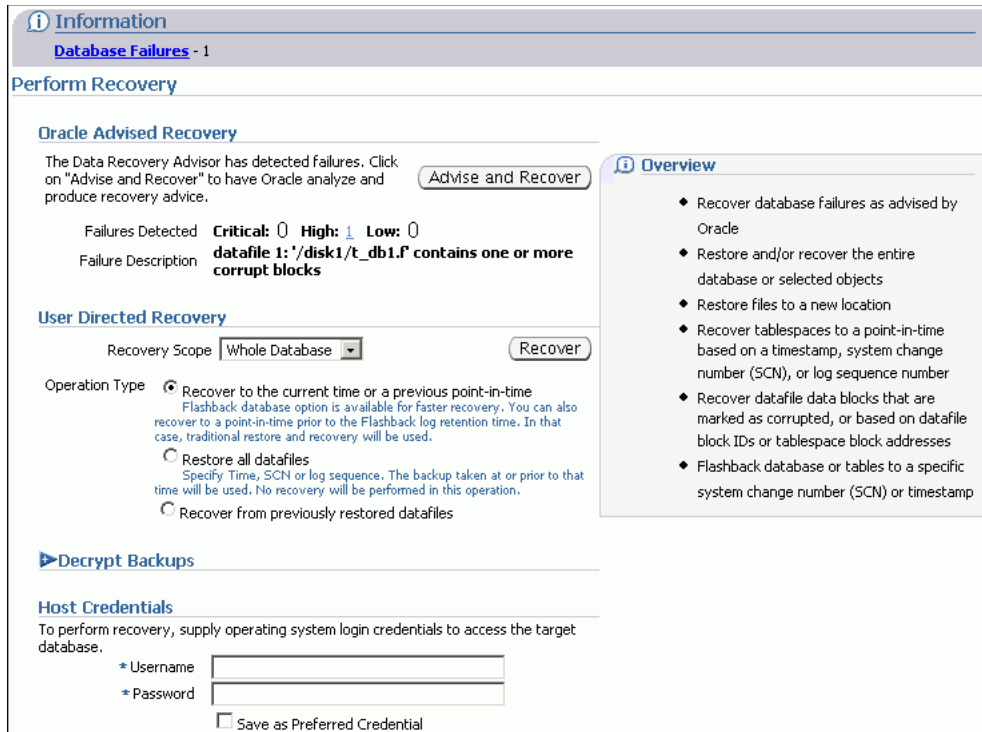 Information
Database Failures - 1
Perform Recovery
Oracle Advised Recovery
The Data Recovery Advisor has detected failures. Click
on "Advise and Recover" to have Oracle analyze and
produce recovery advice.
Advise and Recover
Failures Detected Critical: 0 High: 1 Low: 0
Failure Description datafile 1: '/disk1/t_db1.f' contains one or more
corrupt blocks
User Directed Recovery
Recovery Scope Whole Database
Recover
Operation Type Recover to the current time or a previous point-in-time
Flashback database option is available for faster recovery. You can also
recover to a point-in-time prior to the Flashback log retention time. In that
case, traditional restore and recovery will be used.
Restore all datafiles
Specify Time, SCN or log sequence. The backup taken at or prior to that
time will be used. No recovery will be performed in this operation.
Recover from previously restored datafiles
Decrypt Backups
Host Credentials
To perform recovery, supply operating system login credentials to access the target
database.
* Username
* Password
Save as Preferred Credential
Overview
Recover database failures as advised by
Oracle
Restore and/or recover the entire
database or selected objects
Restore files to a new location
Recover tablespaces to a point-in-time
based on a timestamp, system change
number (SCN), or log sequence number
Recover datafile data blocks that are
marked as corrupted, or based on datafile
block IDs or tablespace block addresses
Flashback database or tables to a specific
system change number (SCN) or timestamp